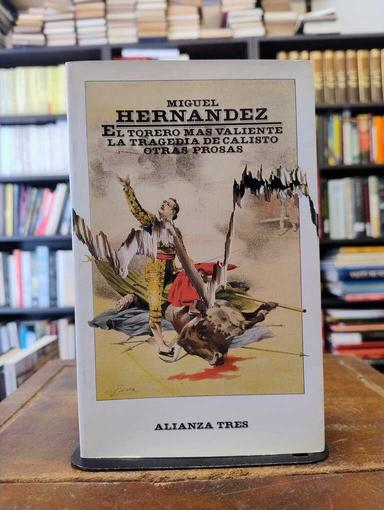 MIGUEL
HERNANDEZ
EL TORERO MAS VALIENTE
LA TRAGEDIA DE CALISTO
OTRAS PROSAS
ALIANZA TRES